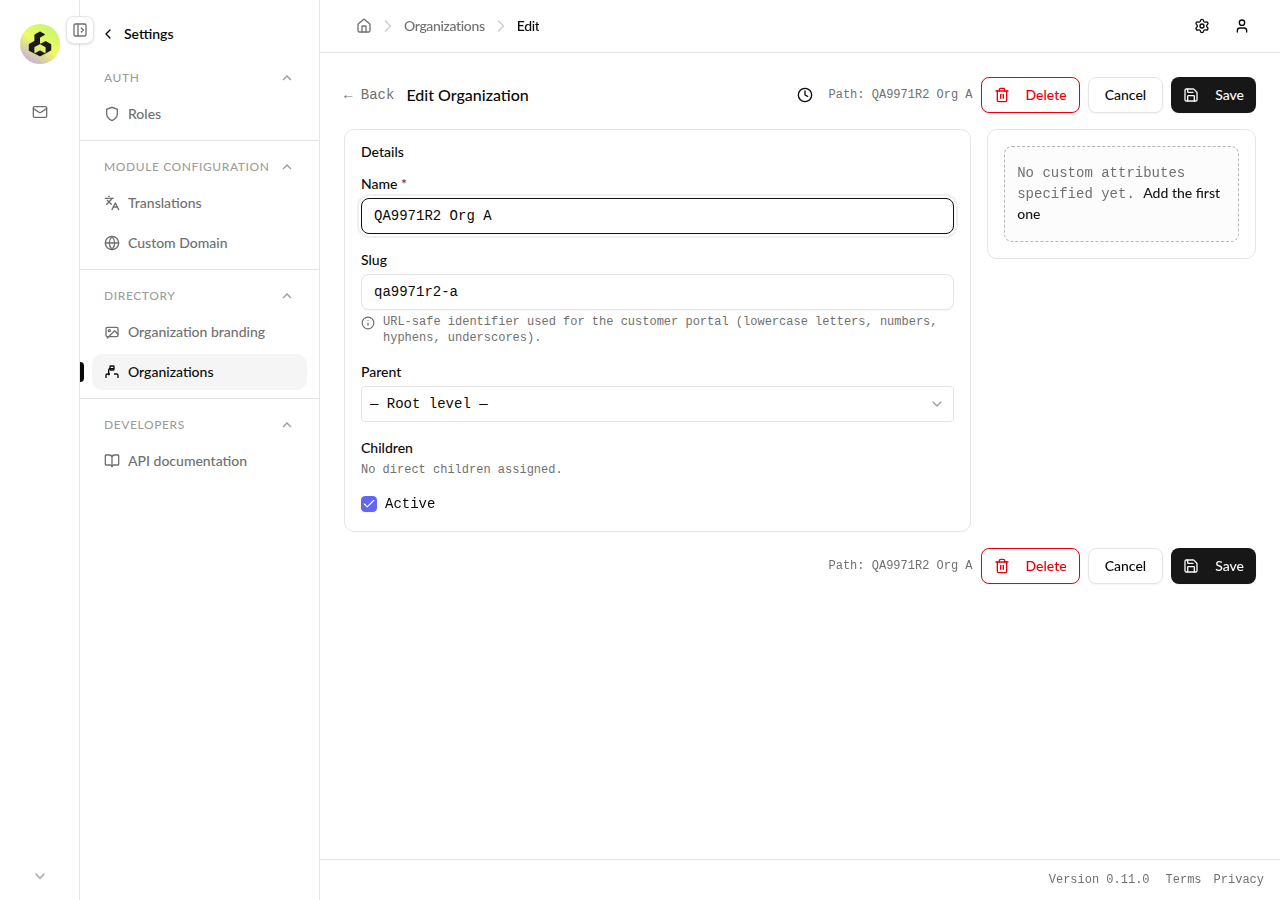 Settings
AUTH
Roles
MODULE CONFIGURATION
Translations
Custom Domain
DIRECTORY
Organization branding
Organizations
DEVELOPERS
API documentation
Organizations
Edit
← Back
Edit Organization
Path: QA9971R2 Org A
Delete
Cancel
Save
Details
Name *
QA9971R2 Org A
Slug
qa9971r2-a
URL-safe identifier used for the customer portal (lowercase letters, numbers,
hyphens, underscores).
Parent
— Root level —
Children
No direct children assigned.
Active
No custom attributes
specified yet. Add the first
one
Path: QA9971R2 Org A
Delete
Cancel
Save
Version 0.11.0
Terms
Privacy